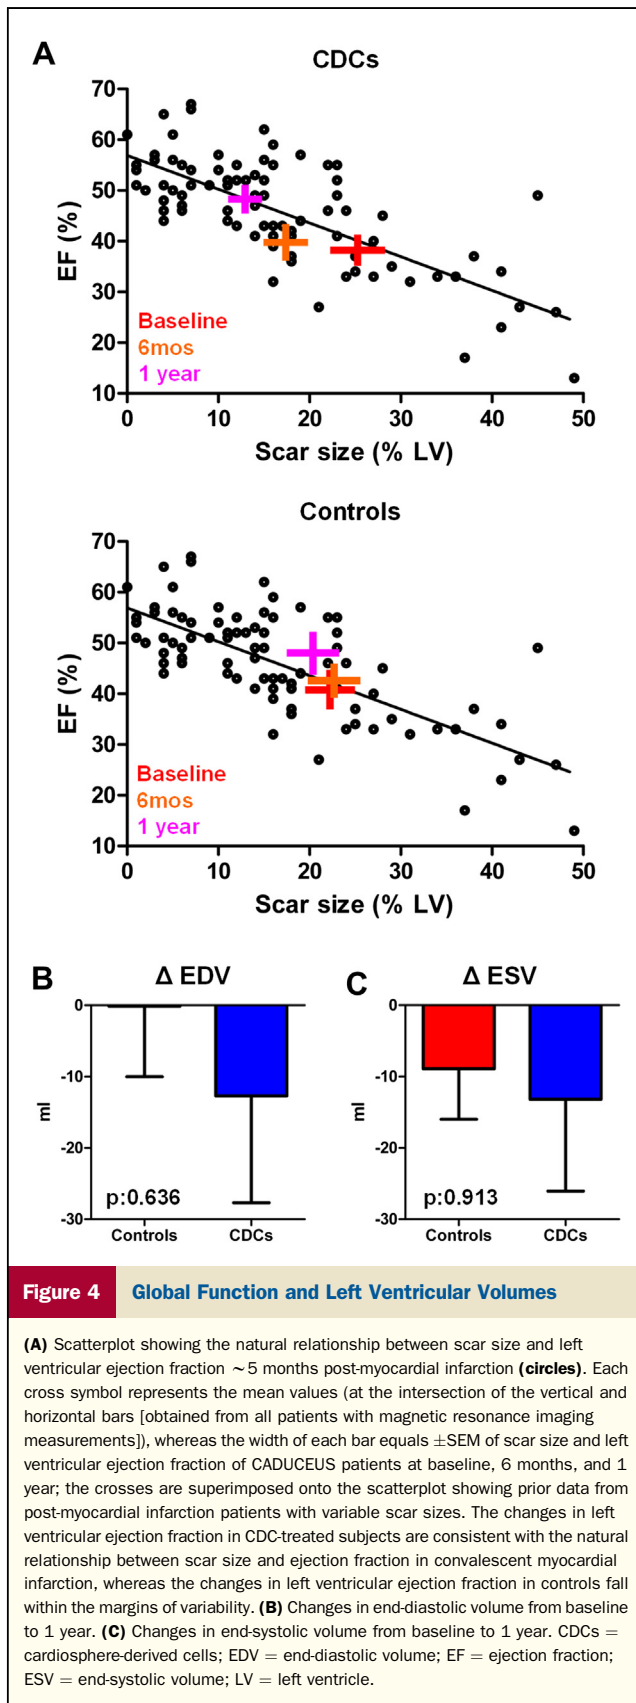 A
CDCs
70
60
50
40
30
20
10
EF (%)
Baseline
6mos
1 year
0 10 20 30 40 50
Scar size (% LV)
Controls
70
60
50
40
30
20
10
EF (%)
Baseline
6mos
1 year
0 10 20 30 40 50
Scar size (% LV)
B
Δ EDV
0
-10
-20
-30
ml
p:0.636
Controls CDCs
C
Δ ESV
0
-10
-20
-30
ml
p:0.913
Controls CDCs
Figure 4 Global Function and Left Ventricular Volumes
(A) Scatterplot showing the natural relationship between scar size and left
ventricular ejection fraction ~5 months post-myocardial infarction (circles). Each
cross symbol represents the mean values (at the intersection of the vertical and
horizontal bars [obtained from all patients with magnetic resonance imaging
measurements]), whereas the width of each bar equals ±SEM of scar size and left
ventricular ejection fraction of CADUCEUS patients at baseline, 6 months, and 1
year; the crosses are superimposed onto the scatterplot showing prior data from
post-myocardial infarction patients with variable scar sizes. The changes in left
ventricular ejection fraction in CDC-treated subjects are consistent with the natural
relationship between scar size and ejection fraction in convalescent myocardial
infarction, whereas the changes in left ventricular ejection fraction in controls fall
within the margins of variability. (B) Changes in end-diastolic volume from baseline
to 1 year. (C) Changes in end-systolic volume from baseline to 1 year. CDCs =
cardiosphere-derived cells; EDV = end-diastolic volume; EF = ejection fraction;
ESV = end-systolic volume; LV = left ventricle.